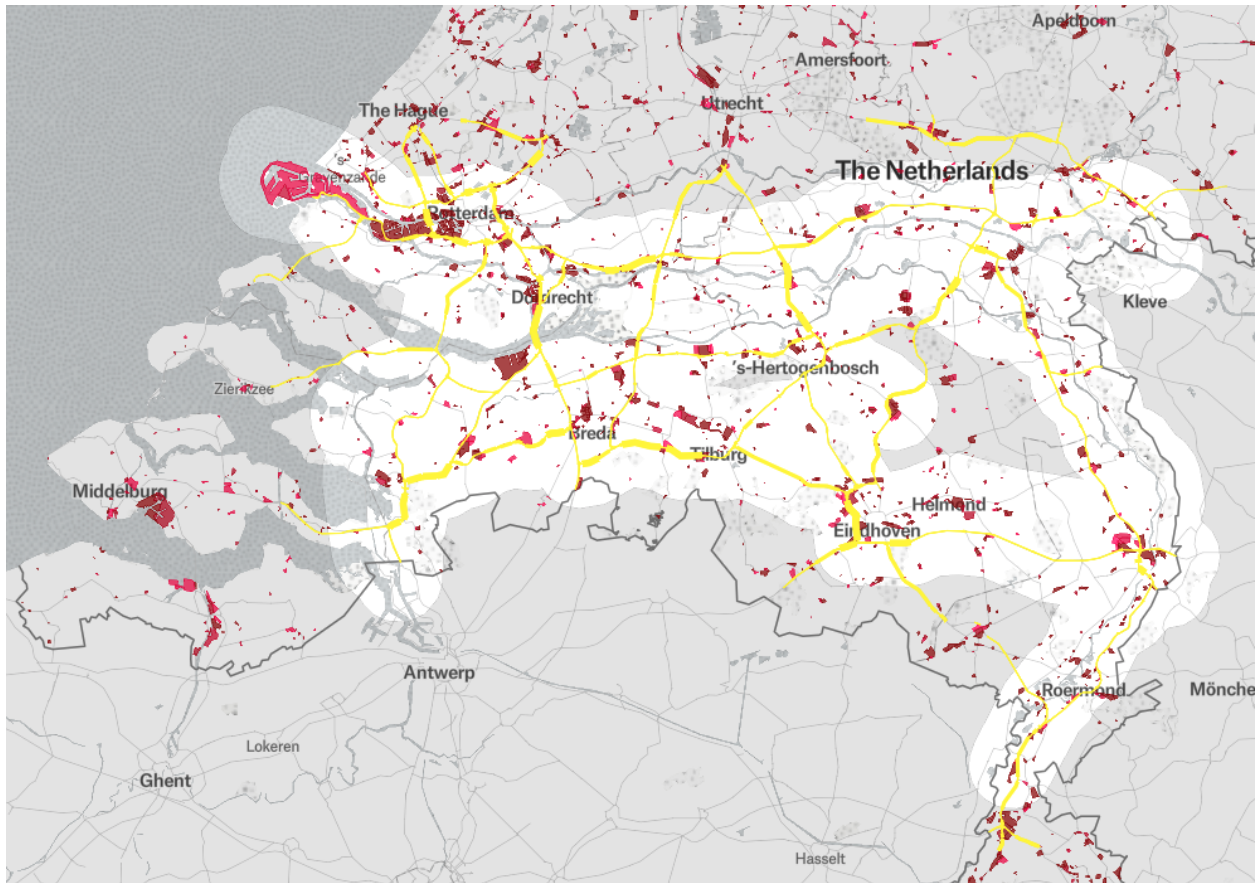 Apeldoorn
Amersfoort
Utrecht
The Hague
's-
Gravenzande
The Netherlands
Rotterdam
Dordrecht
Kleve
's-Hertogenbosch
Zierikzee
Breda
Tilburg
Middelburg
Helmond
Eindhoven
Antwerp
Roermond
Mönche
Lokeren
Ghent
Hasselt